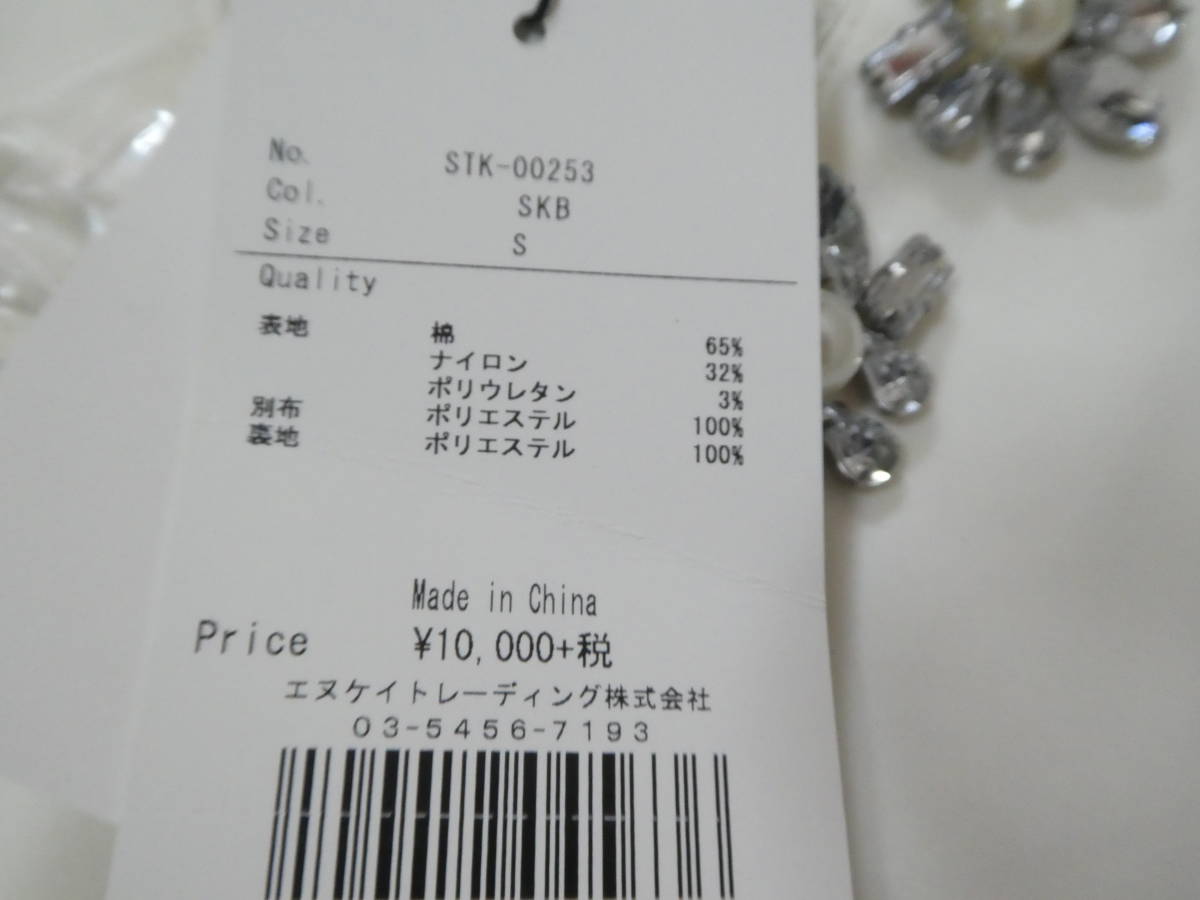 No. STK-00253
Col. SKB
Size S
Quality
表地 棉 65%
ナイロン 32%
ポリウレタン 3%
別布 ポリエステル 100%
裏地 ポリエステル 100%
Made in China
Price ¥10,000+税
エヌケイトレーディング株式会社
03-5456-7193